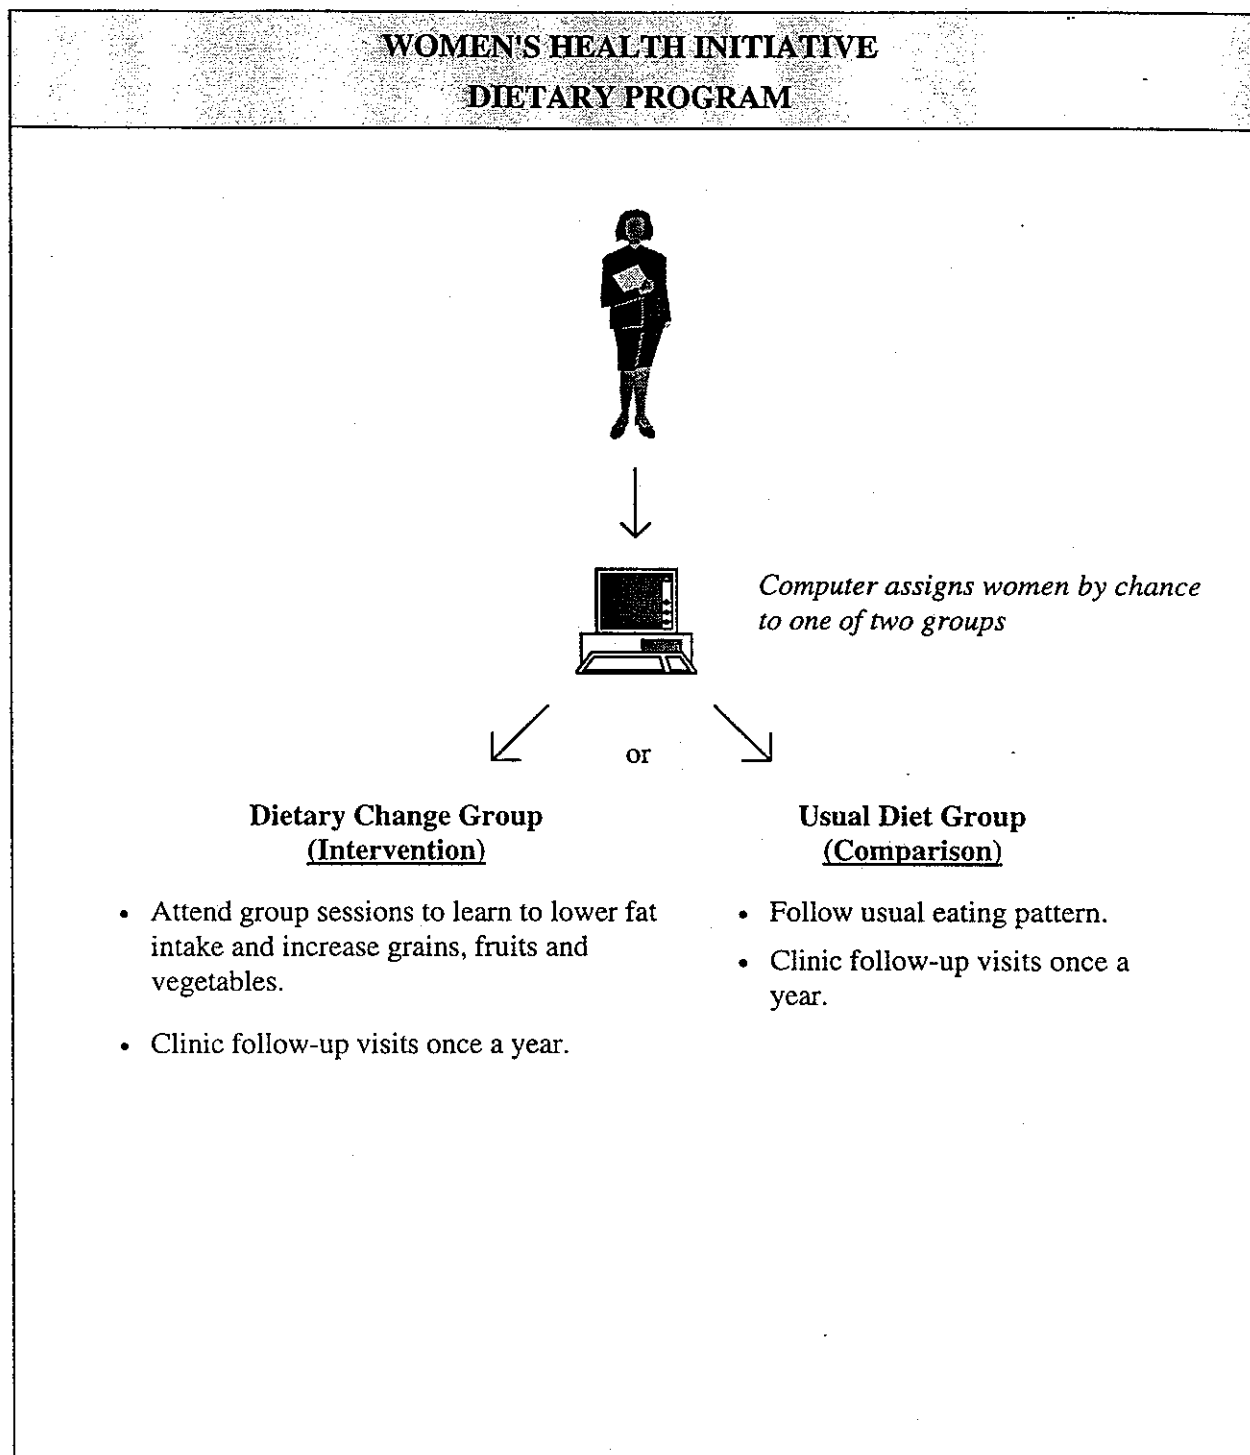 WOMEN'S HEALTH INITIATIVE
DIETARY PROGRAM
Computer assigns women by chance
to one of two groups
or
Dietary Change Group
(Intervention)
• Attend group sessions to learn to lower fat
intake and increase grains, fruits and
vegetables.
• Clinic follow-up visits once a year.
Usual Diet Group
(Comparison)
• Follow usual eating pattern.
• Clinic follow-up visits once a
year.